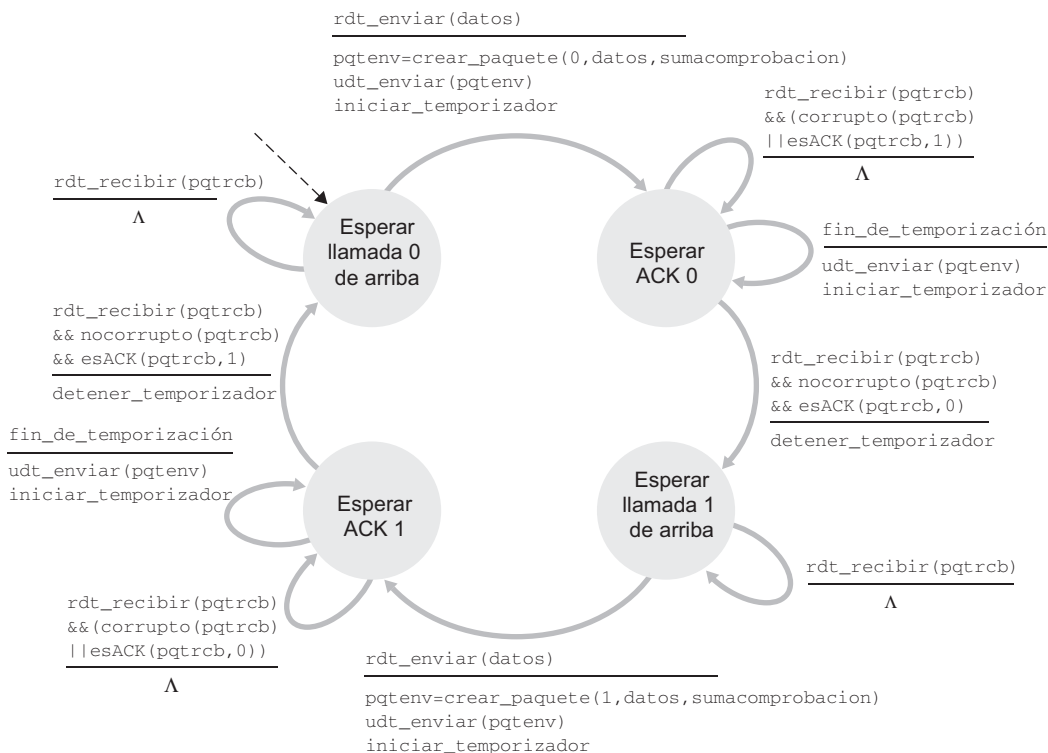 rdt_enviar(datos)
pqtenv=crear_paquete(0,datos,sumacomprobacion)
udt_enviar(pqtenv)
iniciar_temporizador
rdt_recibir(pqtrcb)
&&(corrupto(pqtrcb)
||esACK(pqtrcb,1))
Λ
rdt_recibir(pqtrcb)
Λ
Esperar
llamada 0
de arriba
Esperar
ACK 0
fin_de_temporización
udt_enviar(pqtenv)
iniciar_temporizador
rdt_recibir(pqtrcb)
&& nocorrupto(pqtrcb)
&& esACK(pqtrcb,1)
detener_temporizador
rdt_recibir(pqtrcb)
&& nocorrupto(pqtrcb)
&& esACK(pqtrcb,0)
detener_temporizador
fin_de_temporización
udt_enviar(pqtenv)
iniciar_temporizador
Esperar
ACK 1
Esperar
llamada 1
de arriba
rdt_recibir(pqtrcb)
Λ
rdt_recibir(pqtrcb)
&&(corrupto(pqtrcb)
||esACK(pqtrcb,0))
Λ
rdt_enviar(datos)
pqtenv=crear_paquete(1,datos,sumacomprobacion)
udt_enviar(pqtenv)
iniciar_temporizador